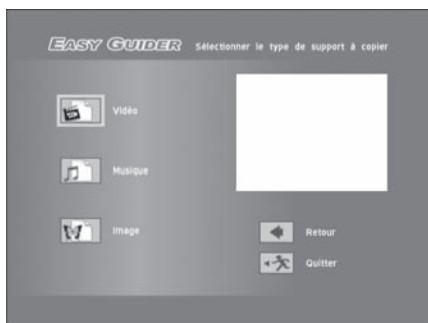 EASY GUIDER Sélectionner le type de support à copier
Vidéo
Musique
Image
Retour
Quitter